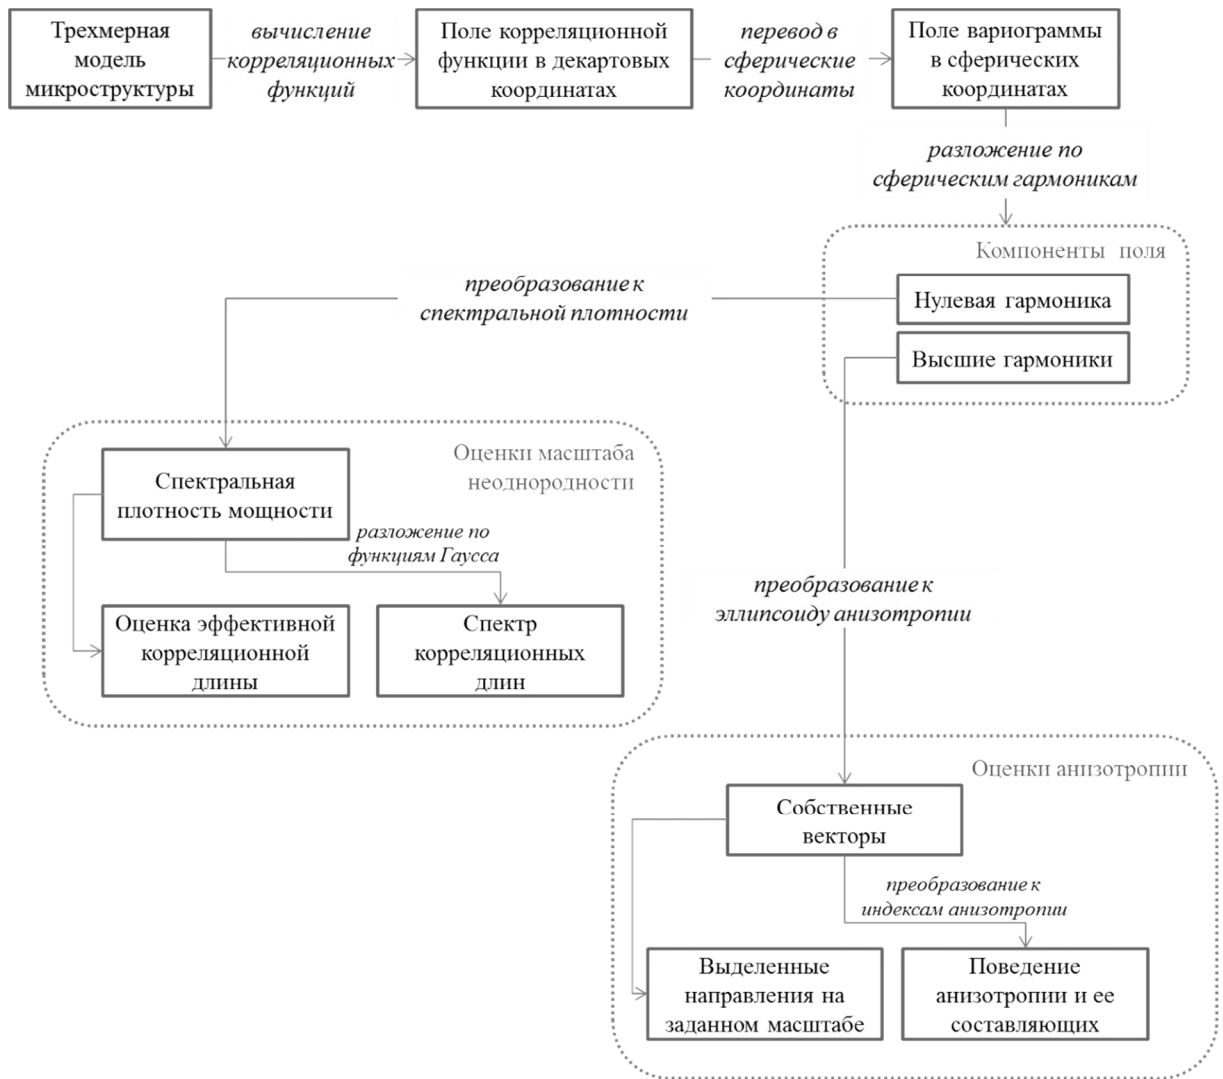 Трехмерная
модель
микроструктуры
вычисление
корреляционных
функций
Поле корреляционной
функции в декартовых
координатах
перевод в
сферические
координаты
Поле вариограммы
в сферических
координатах
разложение по
сферическим гармоникам
Компоненты поля
Нулевая гармоника
Высшие гармоники
преобразование к
спектральной плотности
Оценки масштаба
неоднородности
Спектральная
плотность мощности
разложение по
функциям Гаусса
Оценка эффективной
корреляционной
длины
Спектр
корреляционных
длин
преобразование к
эллипсоиду анизотропии
Оценки анизотропии
Собственные
векторы
преобразование к
индексам анизотропии
Выделенные
направления на
заданном масштабе
Поведение
анизотропии и ее
составляющих